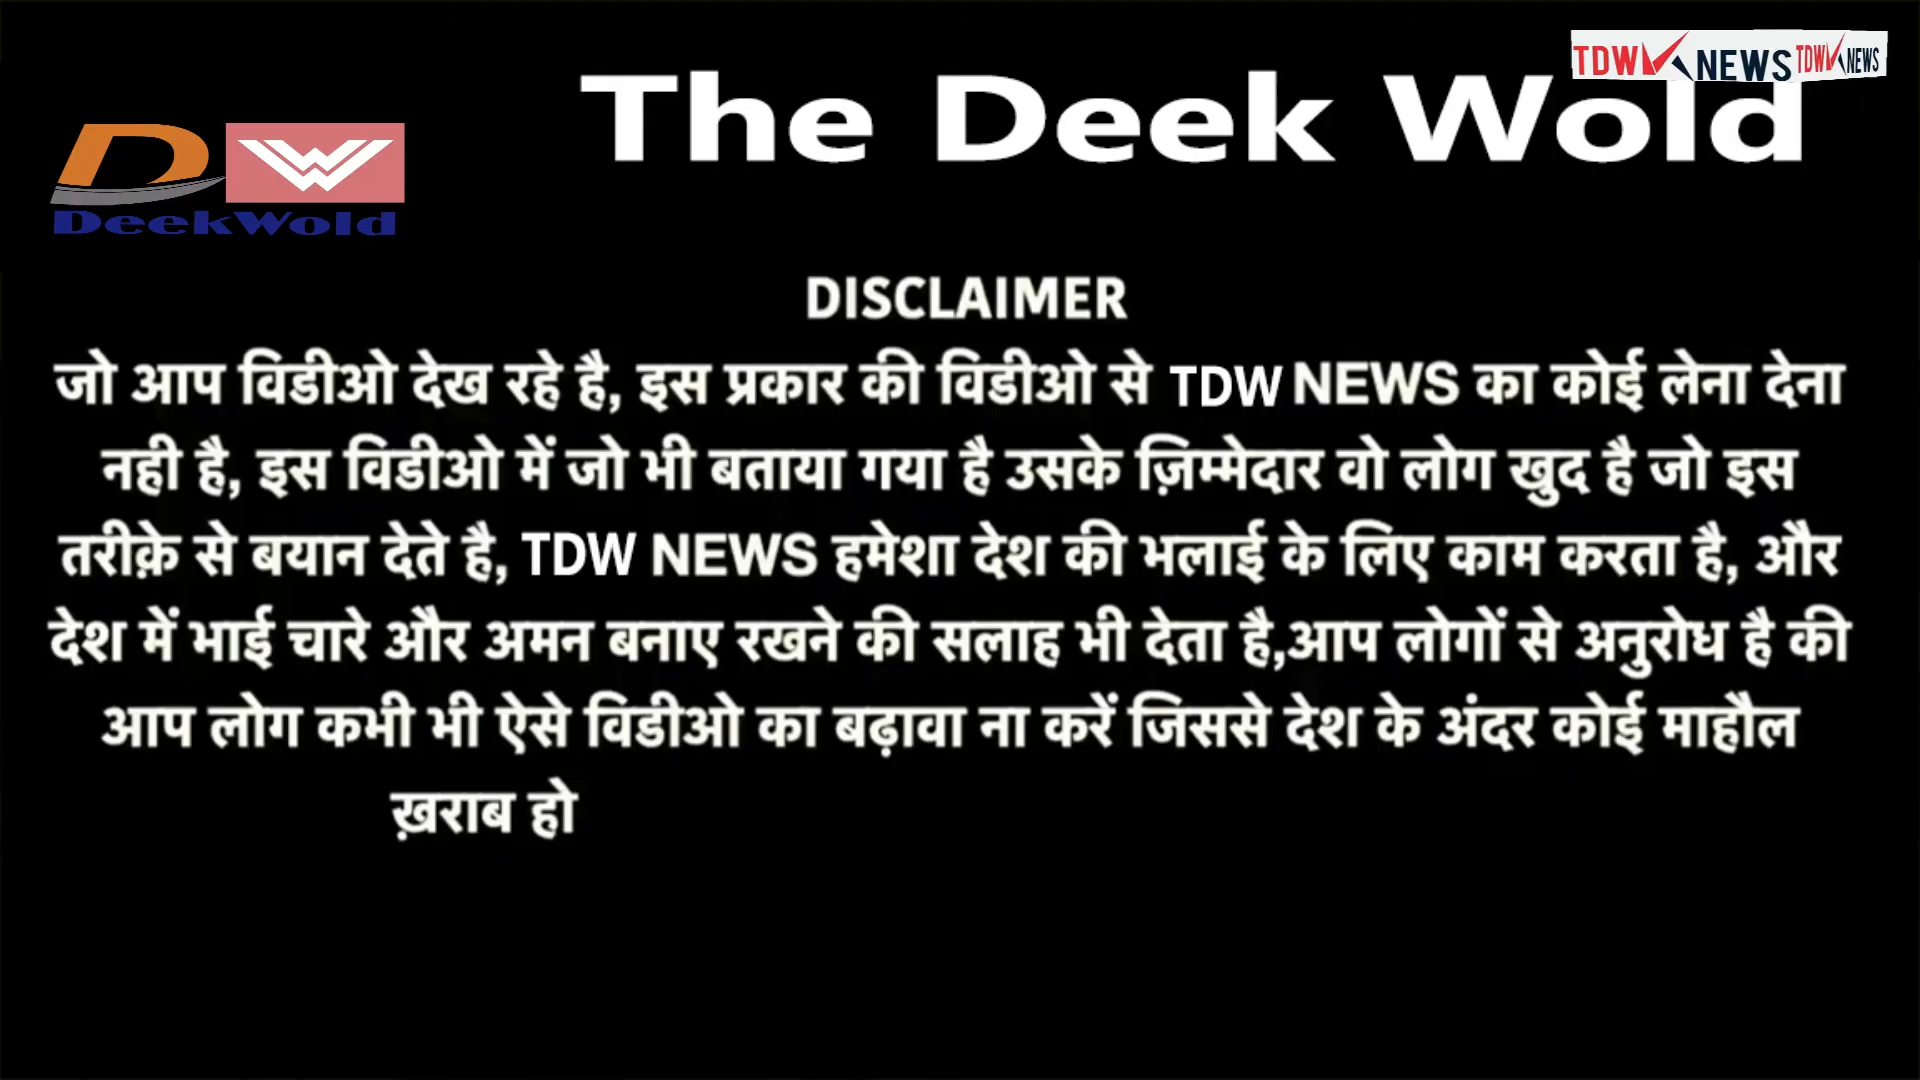 TDW NEWS TDW NEWS
The Deek Wold
DW
DeekWold
DISCLAIMER
जो आप विडीओ देख रहे है, इस प्रकार की विडीओ से TDW NEWS का कोई लेना देना
नही है, इस विडीओ में जो भी बताया गया है उसके ज़िम्मेदार वो लोग खुद है जो इस
तरीक़े से बयान देते है, TDW NEWS हमेशा देश की भलाई के लिए काम करता है, और
देश में भाई चारे और अमन बनाए रखने की सलाह भी देता है,आप लोगों से अनुरोध है की
आप लोग कभी भी ऐसे विडीओ का बढ़ावा ना करें जिससे देश के अंदर कोई माहौल
ख़राब हो